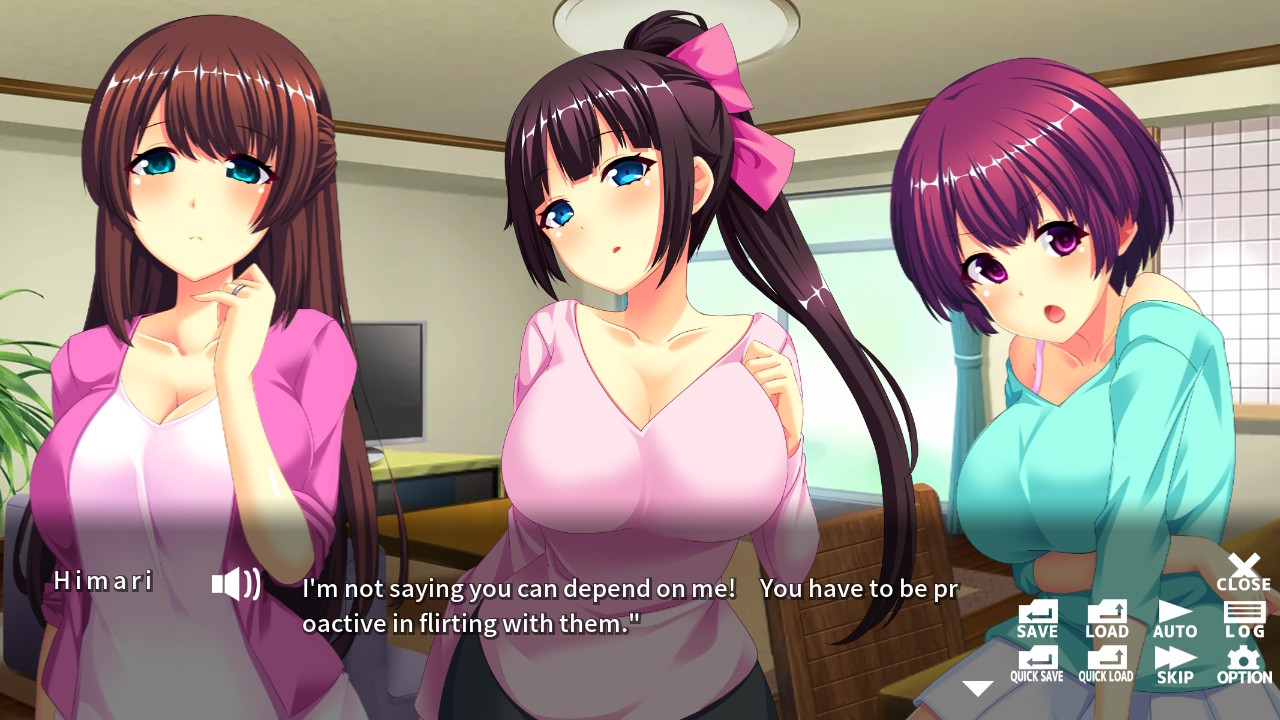 Himari
I'm not saying you can depend on me!  You have to be pr
oactive in flirting with them."
CLOSE
SAVE LOAD AUTO LOG
QUICK SAVE QUICK LOAD SKIP OPTION